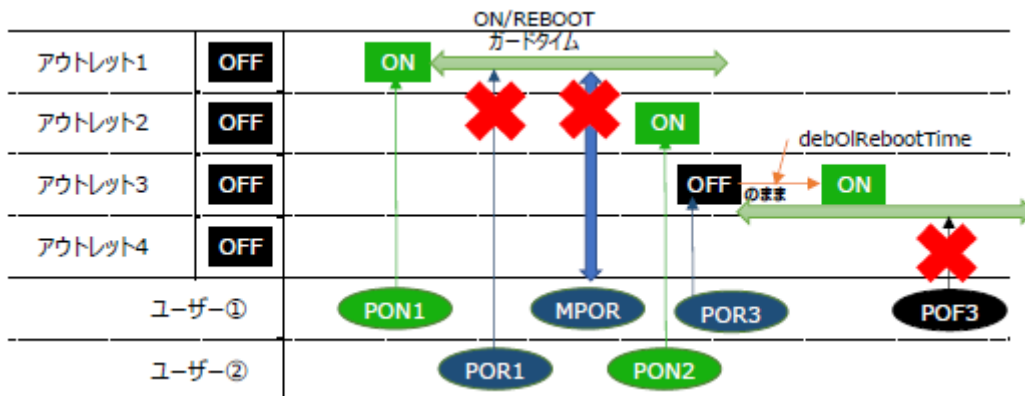 ON/REBOOT
ガードタイム
アウトレット1 OFF ON
アウトレット2 OFF ON
debOlRebootTime
アウトレット3 OFF OFF のまま ON
アウトレット4 OFF
ユーザー① PON1 MPOR POR3 POF3
ユーザー② POR1 PON2